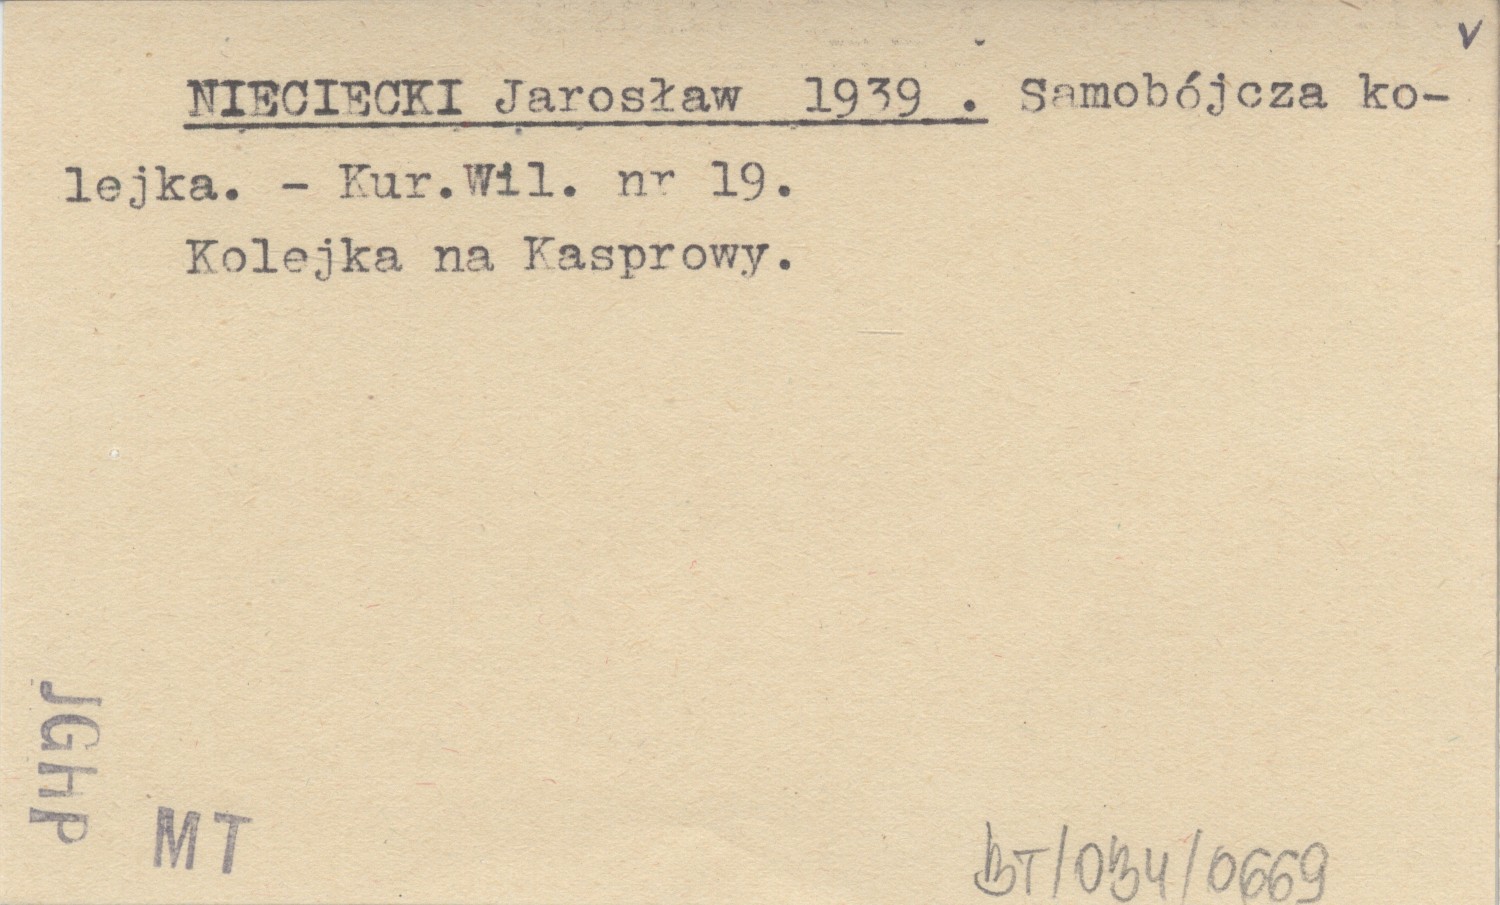 v
NIECIECKI Jarosław 1939 . Samobójcza ko-
lejka. - Kur.Wil. nr 19.
Kolejka na Kasprowy.
JGhP
MT
BT/034/0669